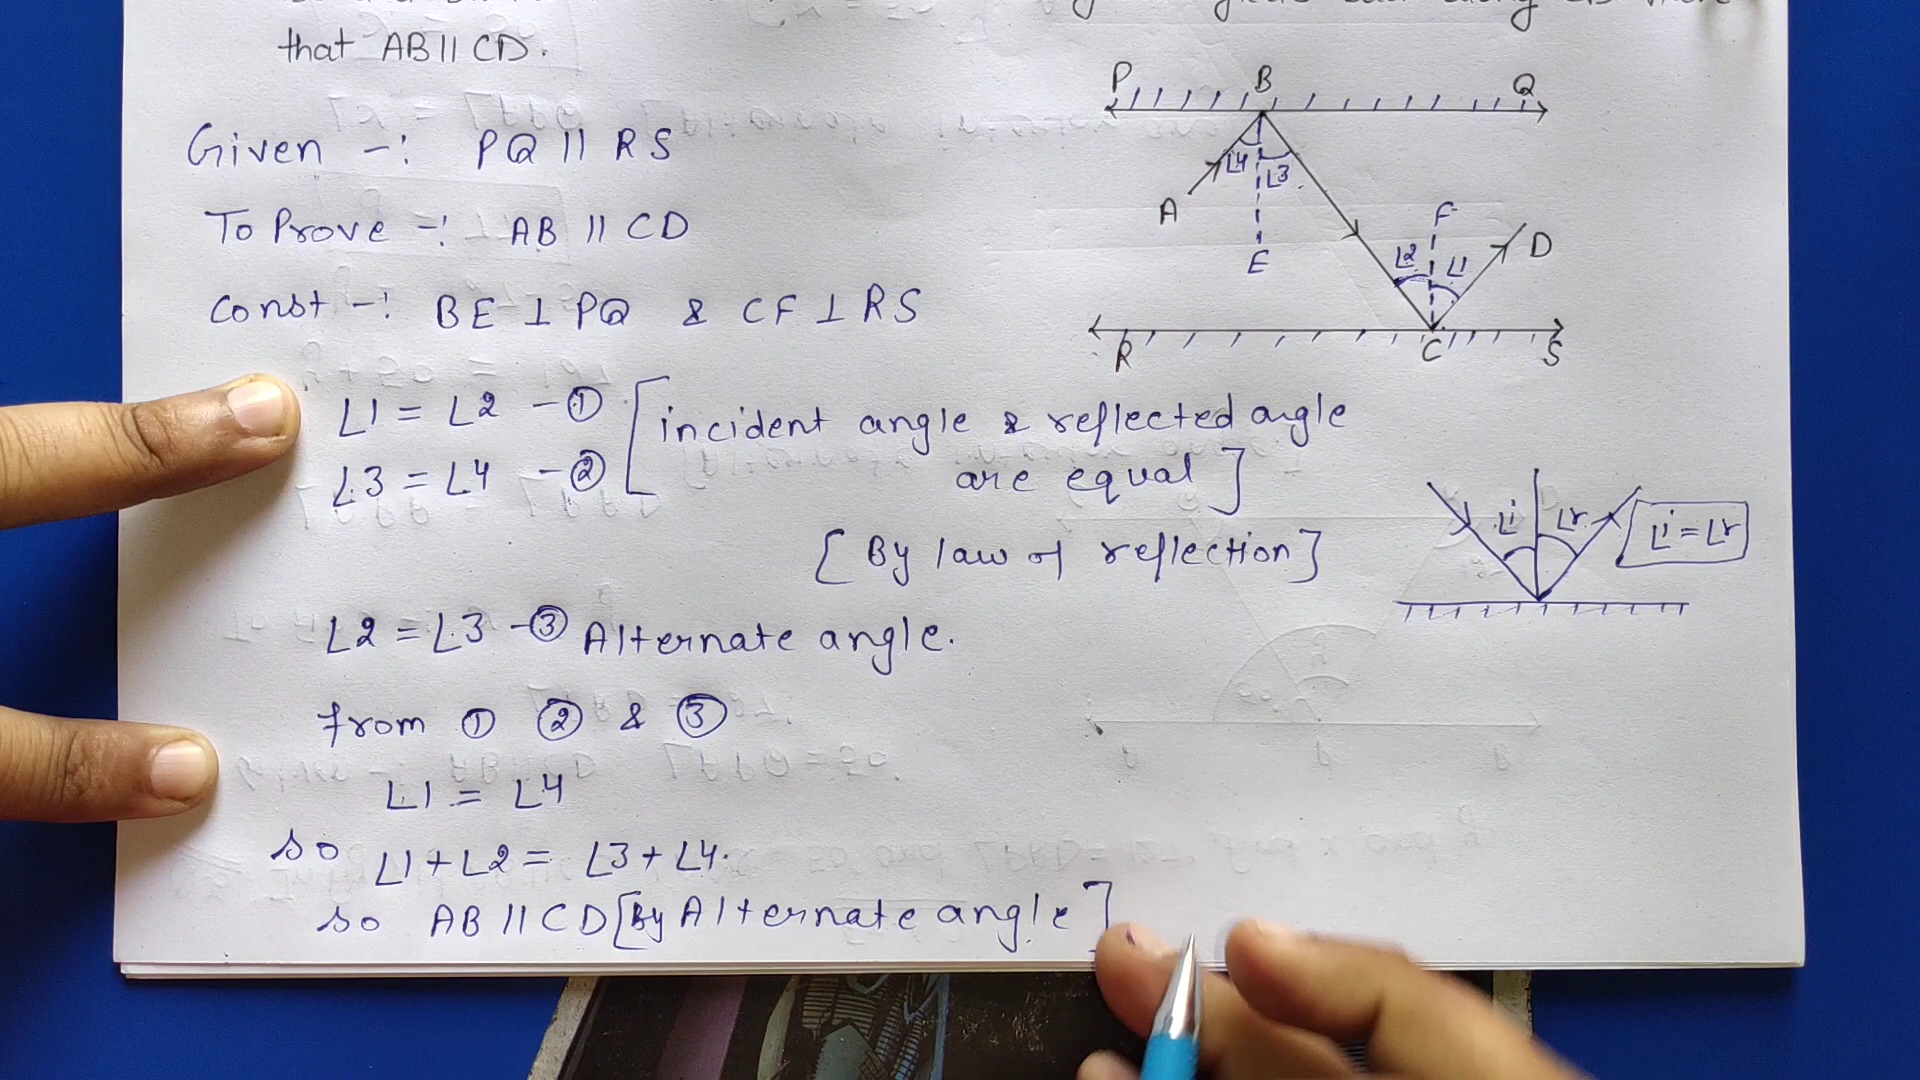 that AB || CD.
Given -: PQ || RS
To Prove -: AB || CD
Const -: BE ⊥ PQ & CF ⊥ RS
∠1 = ∠2 - ① [incident angle & reflected angle
∠3 = ∠4 - ② are equal]
[By law of reflection]
∠2 = ∠3 - ③ Alternate angle.
from ① ② & ③
∠1 = ∠4
so ∠1 + ∠2 = ∠3 + ∠4.
so AB || CD [By Alternate angle]
P B Q
∠4 ∠3
A
E
F
D
∠2 ∠1
R C S
∠i ∠r
∠i = ∠r